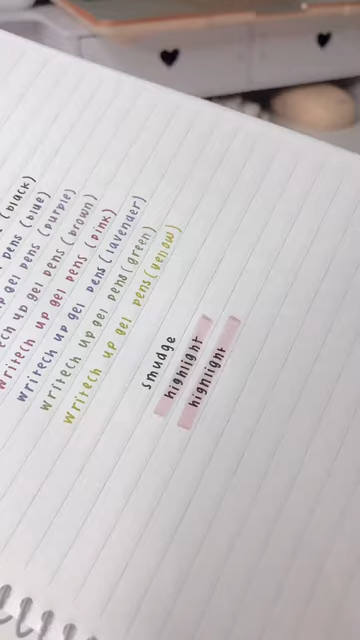 (black)
pens (blue)
up gel pens (purple)
tech up gel pens (brown)
writech up gel pens (pink)
writech up gel pens (lavender)
writech up gel pens (green)
writech up gel pens (yellow)
smudge
highlight
highlight